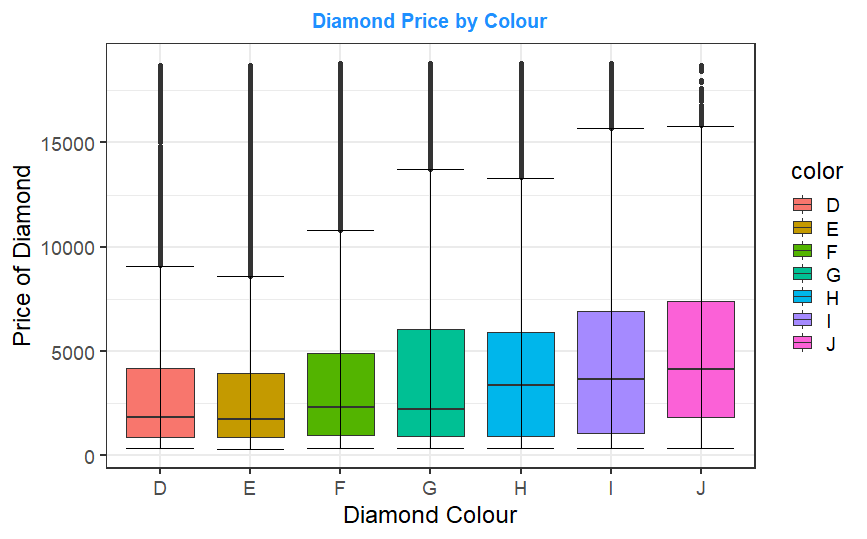 Diamond Price by Colour
Price of Diamond
15000
10000
5000
0
D E F G H I J
Diamond Colour
color
D
E
F
G
H
I
J